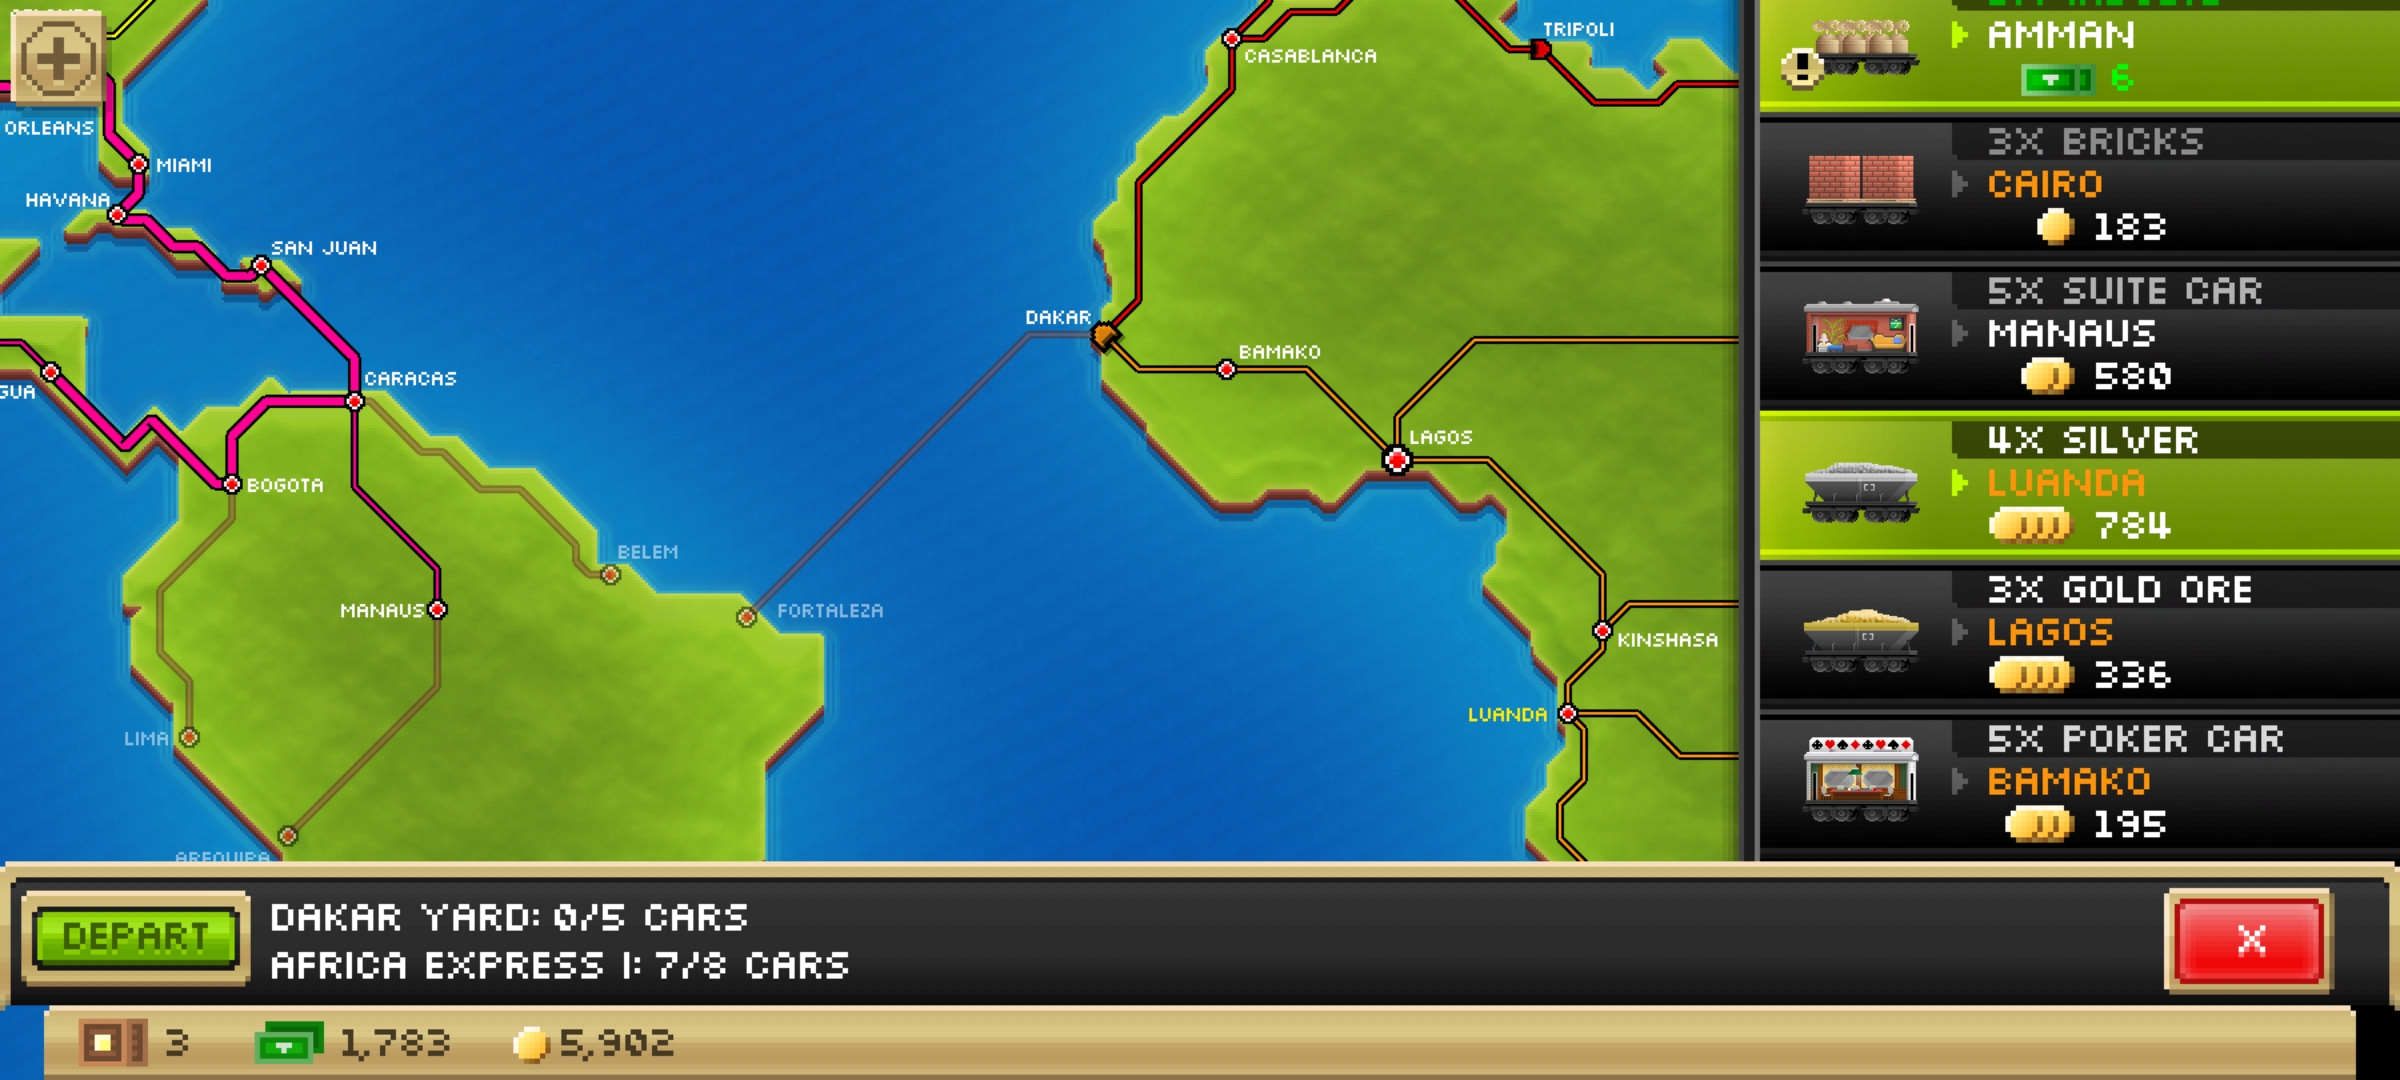 ORLEANS
MIAMI
HAVANA
SAN JUAN
GUA
CARACAS
BOGOTA
MANAUS
BELEM
FORTALEZA
LIMA
AREQUIPA
CASABLANCA
TRIPOLI
DAKAR
BAMAKO
LAGOS
KINSHASA
LUANDA
AMMAN
6
3X BRICKS
CAIRO
183
5X SUITE CAR
MANAUS
580
4X SILVER
LUANDA
784
3X GOLD ORE
LAGOS
336
5X POKER CAR
BAMAKO
195
DEPART
DAKAR YARD: 0/5 CARS
AFRICA EXPRESS I: 7/8 CARS
X
3
1,783
5,902